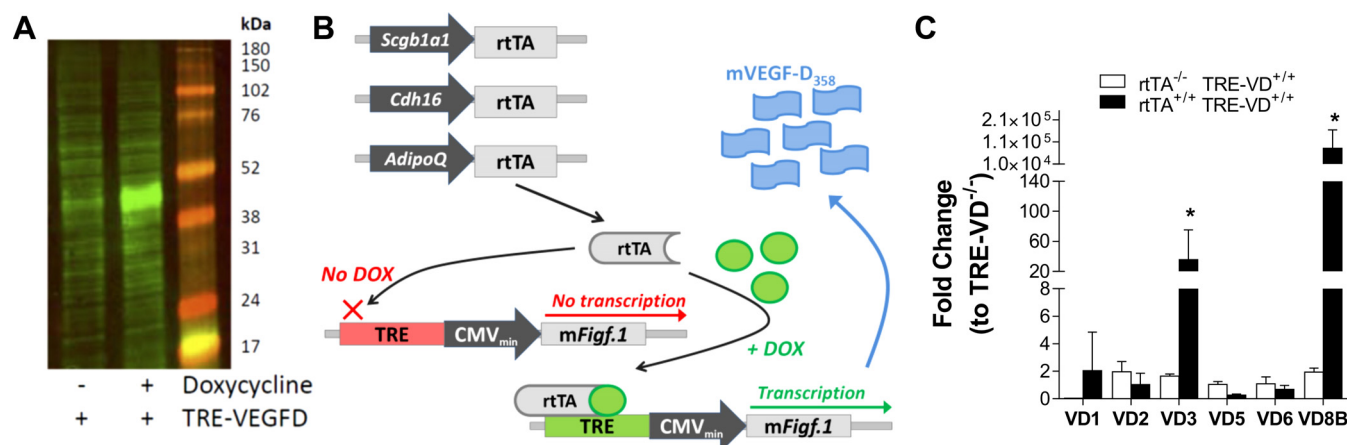 A
kDa
180
150
102
76
52
38
31
24
17
- + Doxycycline
+ + TRE-VEGFD
B
Scgb1a1 rtTA
Cdh16 rtTA
AdipoQ rtTA
mVEGF-D358
rtTA
No DOX
No transcription
TRE CMVmin mFigf.1
+ DOX
Transcription
rtTA
TRE CMVmin mFigf.1
C
rtTA-/- TRE-VD+/+
rtTA+/+ TRE-VD+/+
Fold Change
(to TRE-VD-/-)
2.1×10^5
1.1×10^5
1.0×10^4
140
100
60
20
8
6
4
2
0
*
*
VD1 VD2 VD3 VD5 VD6 VD8B